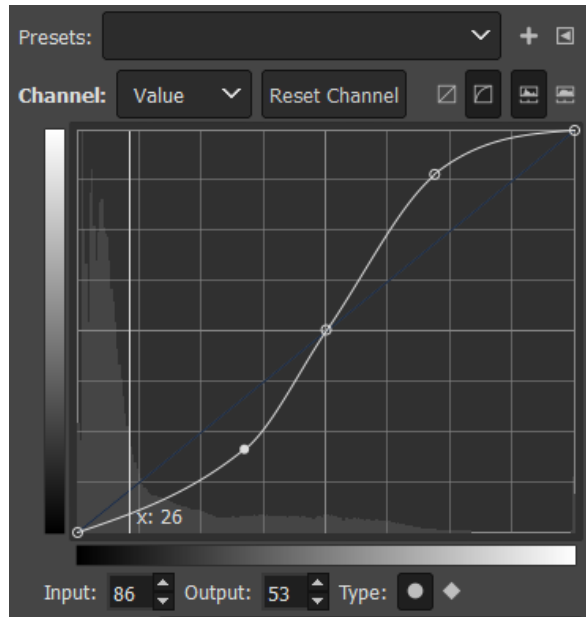 Presets:
Channel: Value Reset Channel
x: 26
Input: 86 Output: 53 Type: